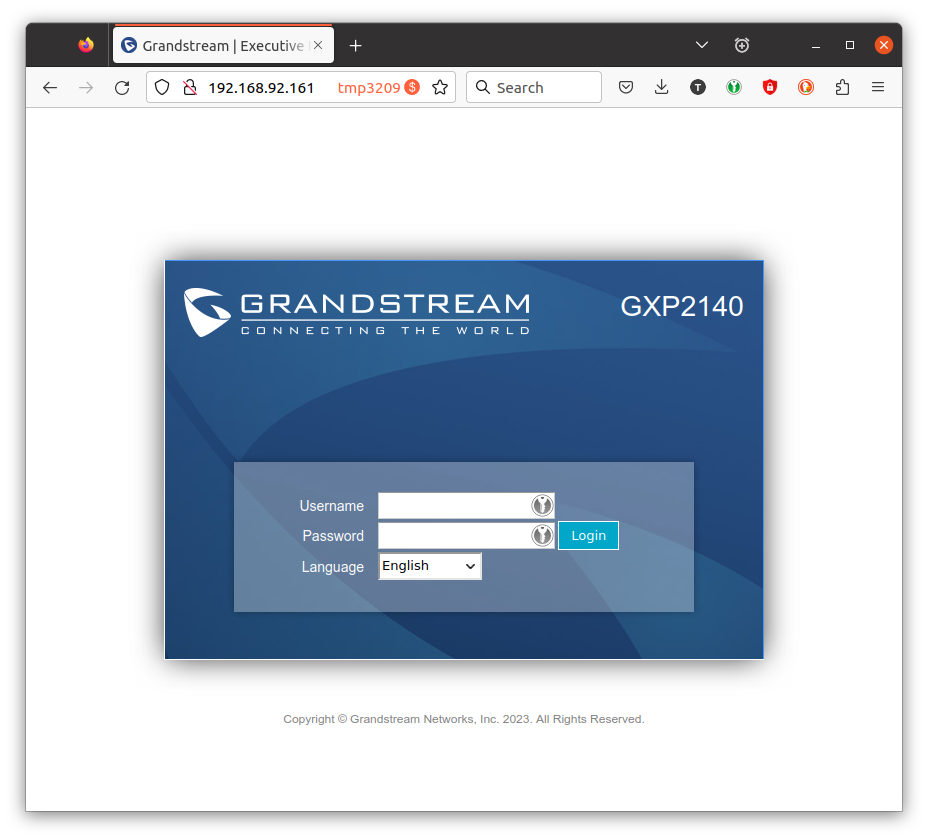 Grandstream | Executive
192.168.92.161 tmp3209 $
Search
T
GRANDSTREAM
CONNECTING THE WORLD
GXP2140
Username
Password
Login
Language
English
Copyright © Grandstream Networks, Inc. 2023. All Rights Reserved.